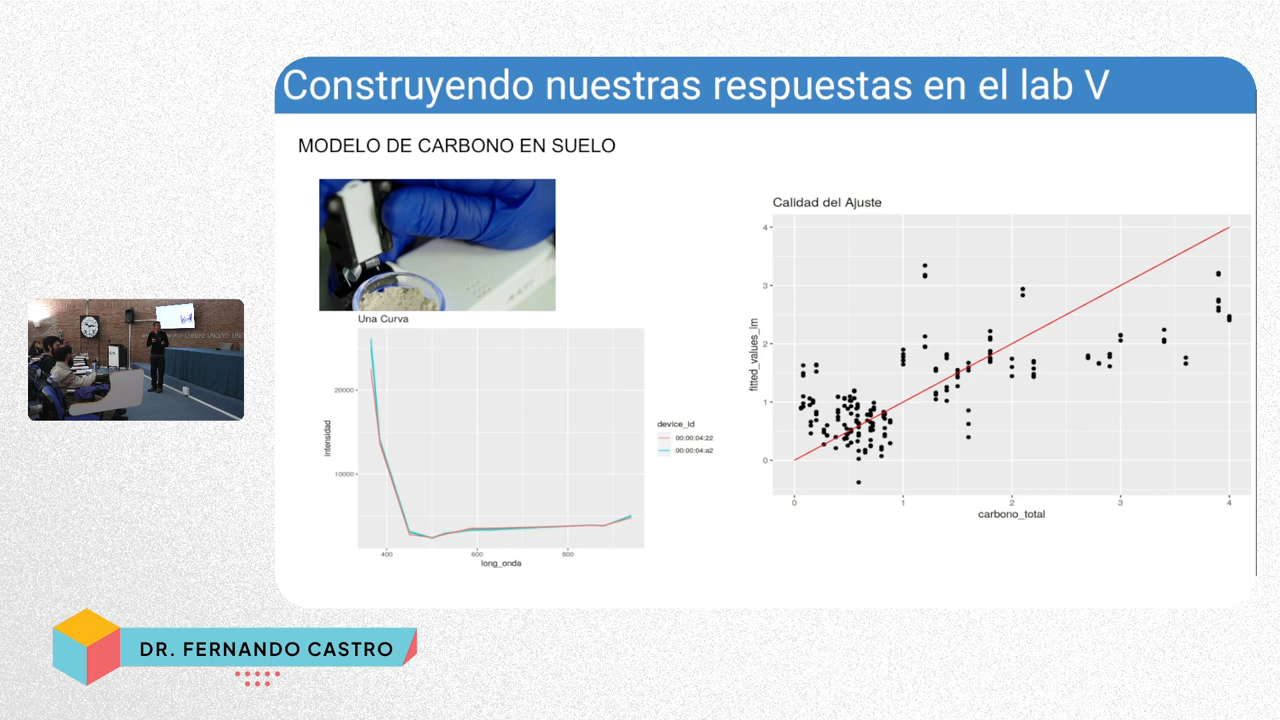 Construyendo nuestras respuestas en el lab V
MODELO DE CARBONO EN SUELO
Una Curva
Intensidad
20000
10000
400
600
800
long_onda
device_id
00:00:04:22
00:00:04:a2
Calidad del Ajuste
fitted_values_lm
4
3
2
1
0
0
1
2
3
4
carbono_total
DR. FERNANDO CASTRO